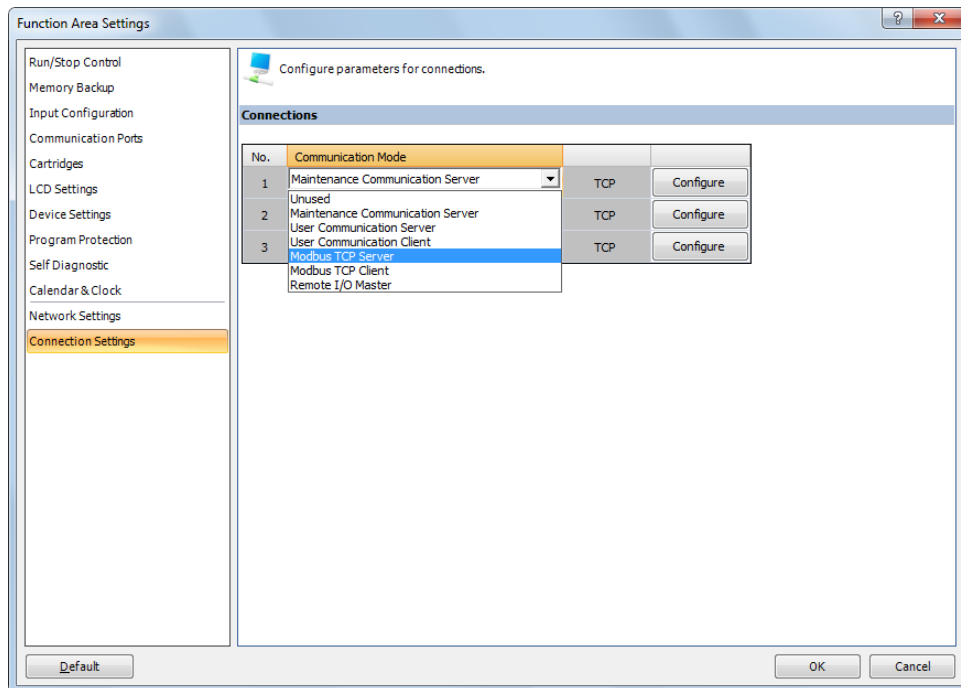 Function Area Settings
?
X
Run/Stop Control
Memory Backup
Input Configuration
Communication Ports
Cartridges
LCD Settings
Device Settings
Program Protection
Self Diagnostic
Calendar & Clock
Network Settings
Connection Settings
Configure parameters for connections.
Connections
No. Communication Mode
1 Maintenance Communication Server TCP Configure
Unused
Maintenance Communication Server
2 TCP Configure
User Communication Server
User Communication Client
3 TCP Configure
Modbus TCP Server
Modbus TCP Client
Remote I/O Master
Default OK Cancel